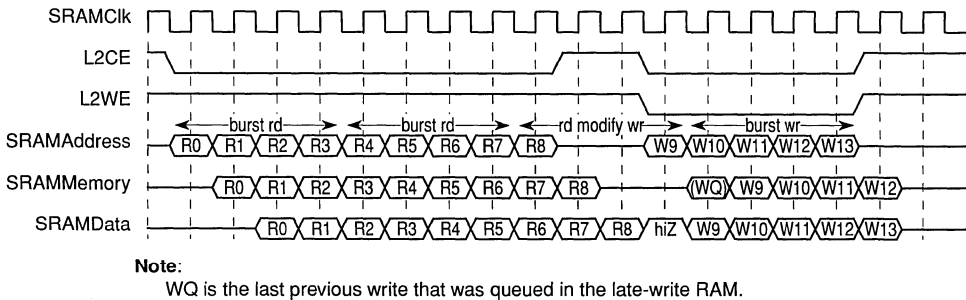 SRAMClk
L2CE
L2WE
burst rd burst rd rd modify wr burst wr
SRAMAddress R0 R1 R2 R3 R4 R5 R6 R7 R8 W9 W10 W11 W12 W13
SRAMMemory R0 R1 R2 R3 R4 R5 R6 R7 R8 (WQ) W9 W10 W11 W12
SRAMData R0 R1 R2 R3 R4 R5 R6 R7 R8 hiZ W9 W10 W11 W12 W13
Note:
WQ is the last previous write that was queued in the late-write RAM.